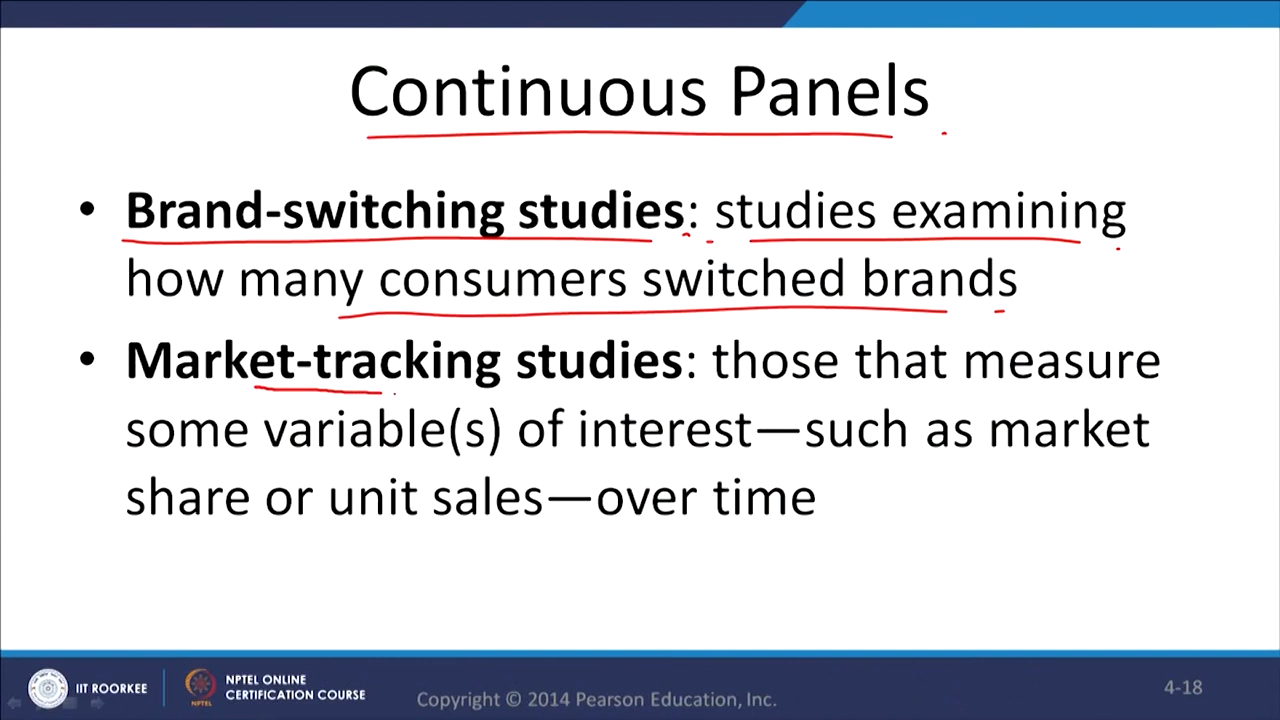 Continuous Panels
• Brand-switching studies: studies examining
how many consumers switched brands
• Market-tracking studies: those that measure
some variable(s) of interest—such as market
share or unit sales—over time
IIT ROORKEE
NPTEL
NPTEL ONLINE
CERTIFICATION COURSE
Copyright © 2014 Pearson Education, Inc.
4-18